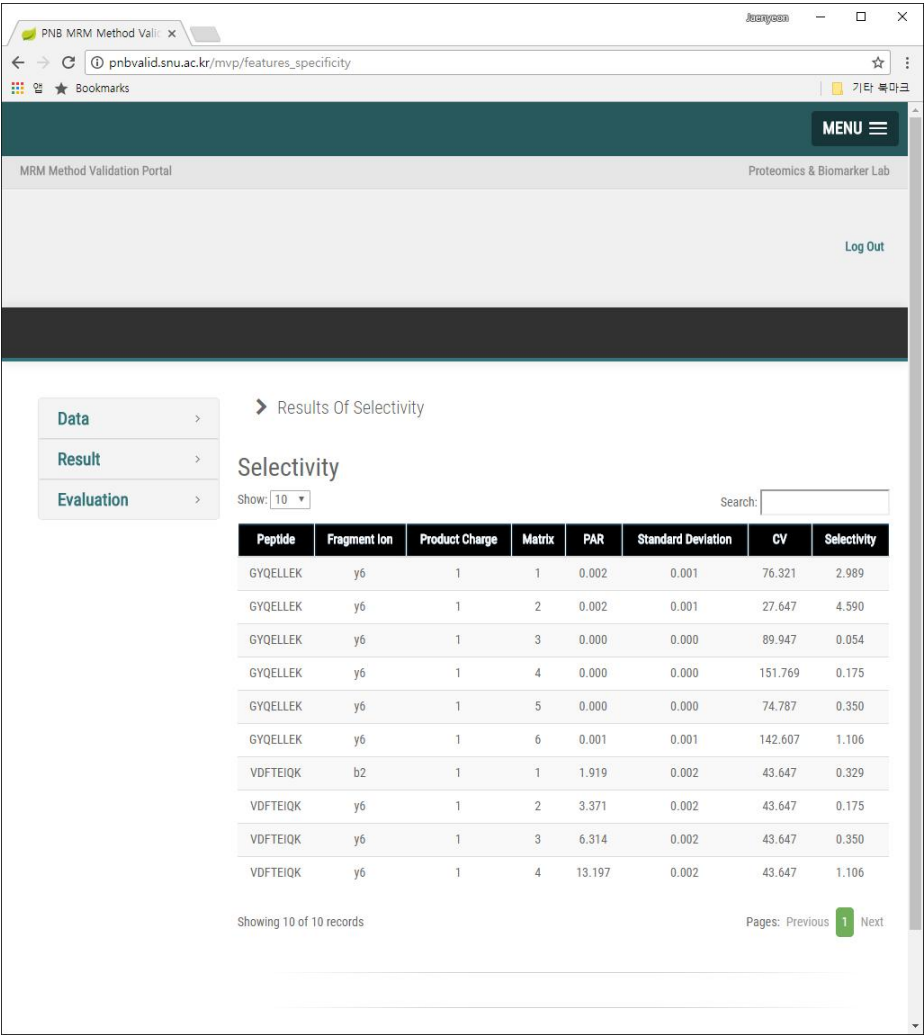 Jaenyeon
PNB MRM Method Valid
pnbvalid.snu.ac.kr/mvp/features_specificity
앱 Bookmarks 기타 북마크
MENU
MRM Method Validation Portal Proteomics & Biomarker Lab
Log Out
Results Of Selectivity
Data
Result
Evaluation
Selectivity
Show: 10 Search:
Peptide Fragment Ion Product Charge Matrix PAR Standard Deviation CV Selectivity
GYQELLEK y6 1 1 0.002 0.001 76.321 2.989
GYQELLEK y6 1 2 0.002 0.001 27.647 4.590
GYQELLEK y6 1 3 0.000 0.000 89.947 0.054
GYQELLEK y6 1 4 0.000 0.000 151.769 0.175
GYQELLEK y6 1 5 0.000 0.000 74.787 0.350
GYQELLEK y6 1 6 0.001 0.001 142.607 1.106
VDFTEIQK b2 1 1 1.919 0.002 43.647 0.329
VDFTEIQK y6 1 2 3.371 0.002 43.647 0.175
VDFTEIQK y6 1 3 6.314 0.002 43.647 0.350
VDFTEIQK y6 1 4 13.197 0.002 43.647 1.106
Showing 10 of 10 records Pages: Previous 1 Next